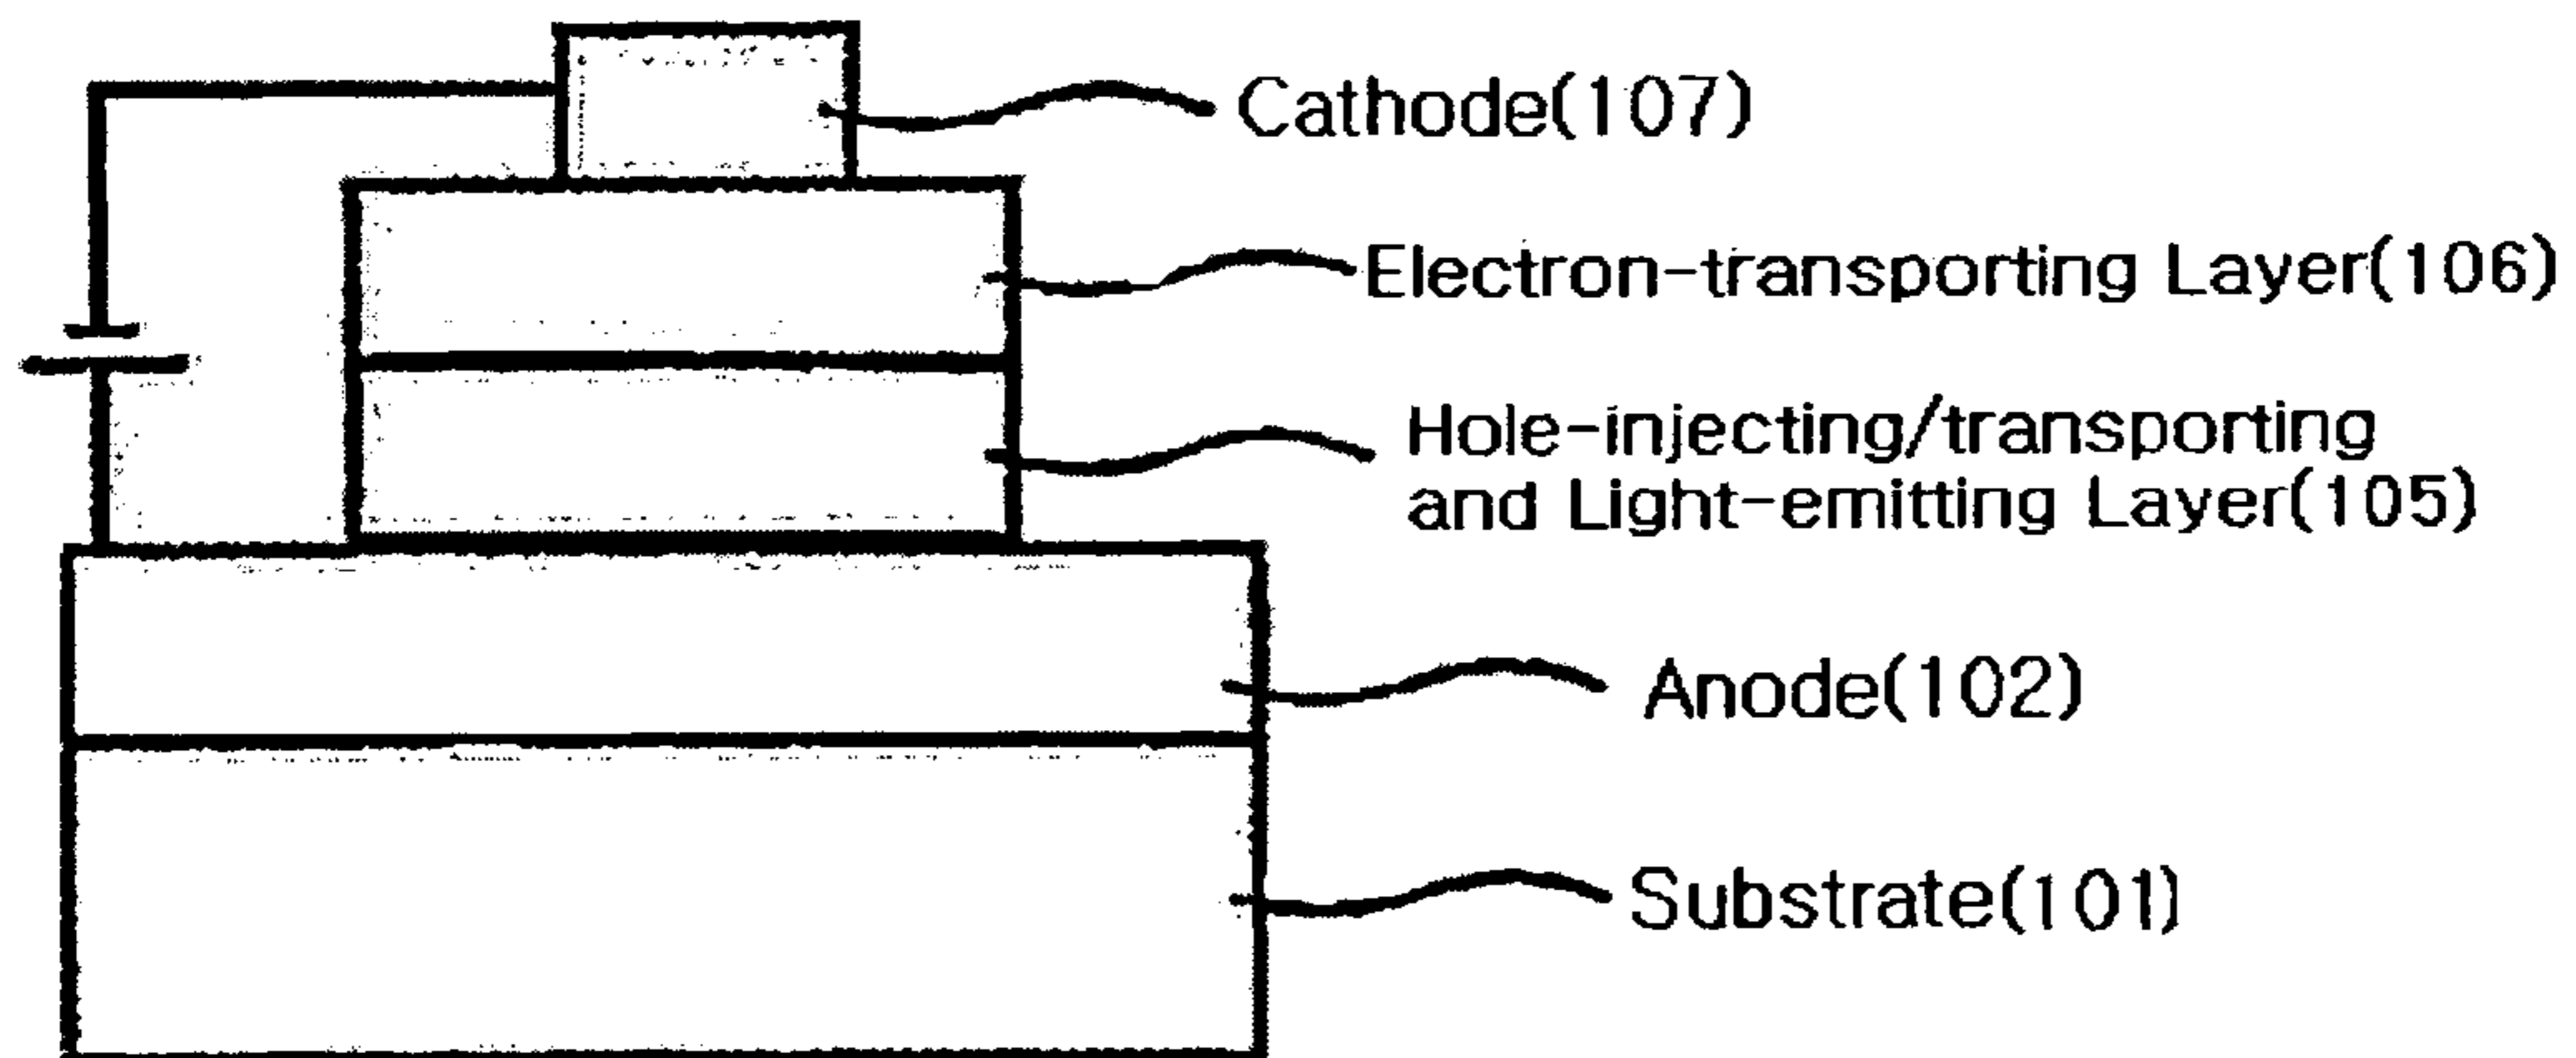 Cathode(107)
Electron-transporting Layer(106)
Hole-injecting/transporting
and Light-emitting Layer(105)
Anode(102)
Substrate(101)